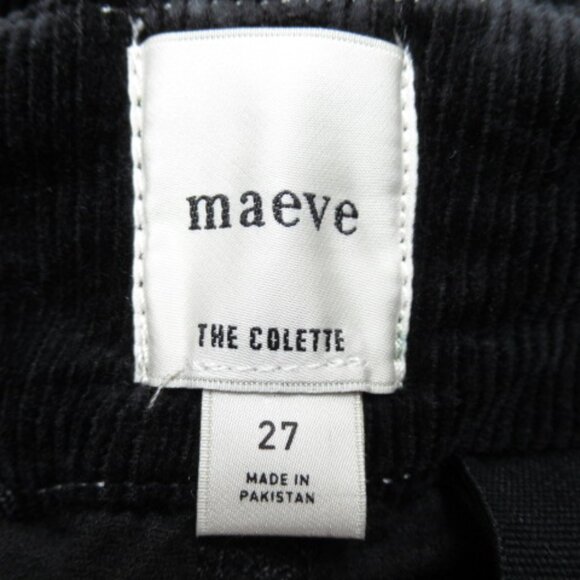 maeve
THE COLETTE
27
MADE IN
PAKISTAN